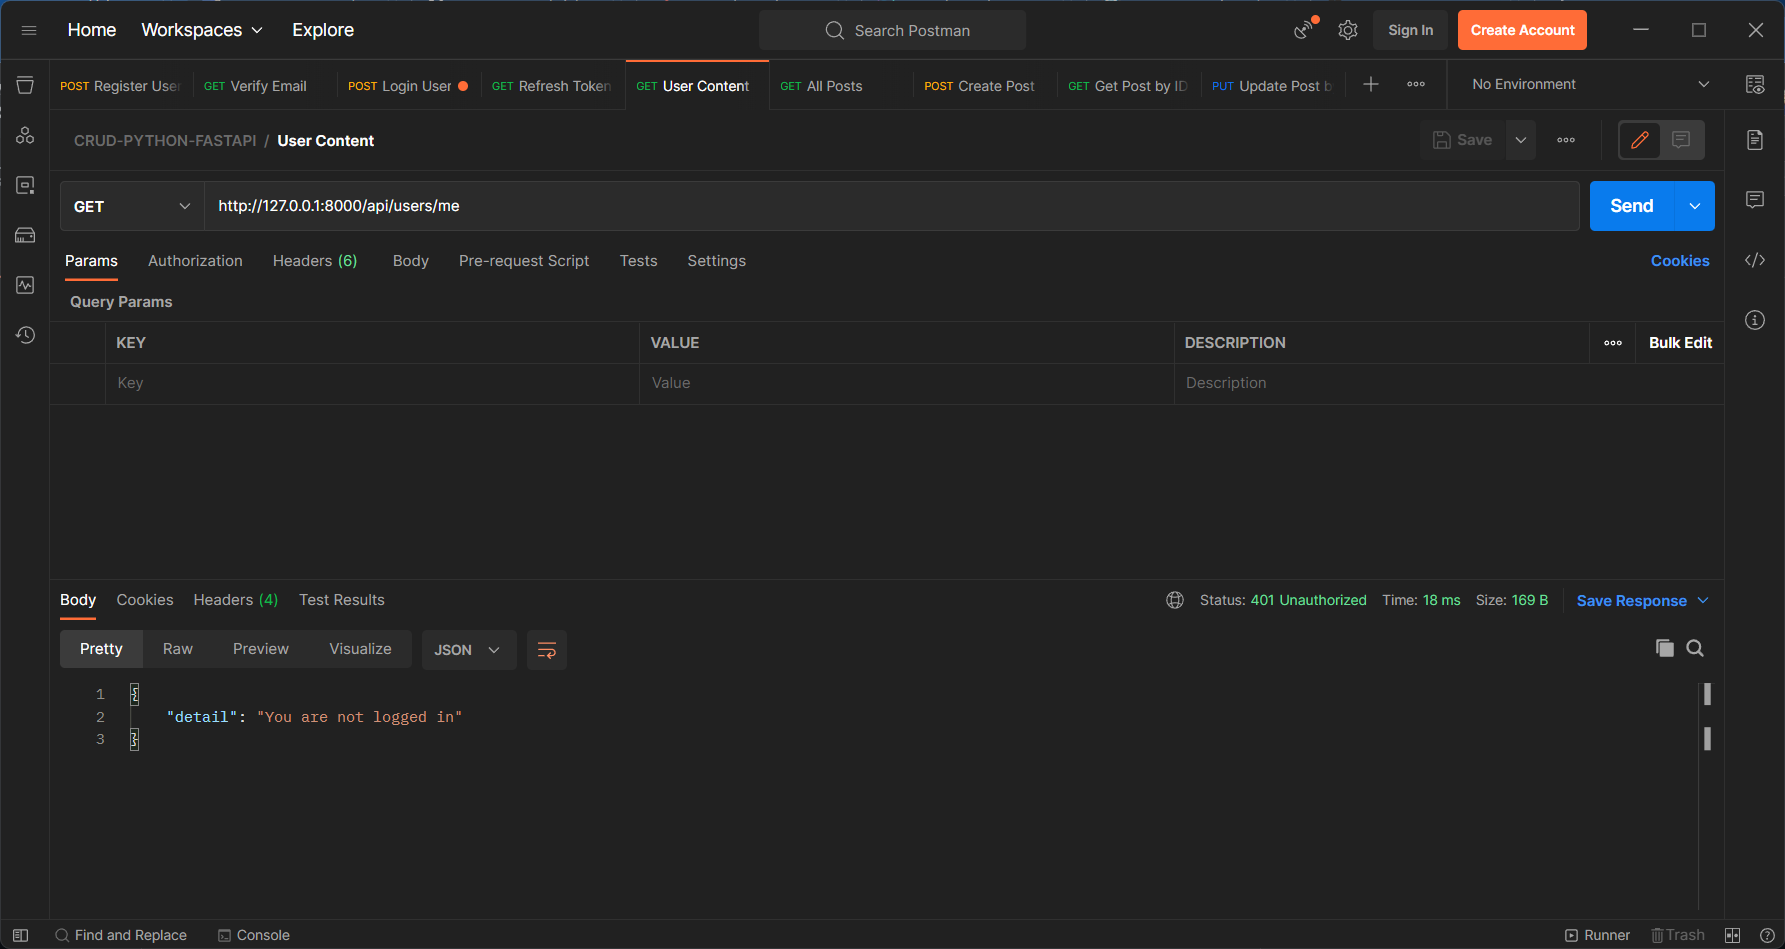 Home Workspaces Explore Search Postman Sign In Create Account
POST Register User GET Verify Email POST Login User GET Refresh Token GET User Content GET All Posts POST Create Post GET Get Post by ID PUT Update Post b No Environment
CRUD-PYTHON-FASTAPI / User Content Save
GET http://127.0.0.1:8000/api/users/me Send
Params Authorization Headers (6) Body Pre-request Script Tests Settings Cookies
Query Params
KEY VALUE DESCRIPTION Bulk Edit
Key Value Description
Body Cookies Headers (4) Test Results Status: 401 Unauthorized Time: 18 ms Size: 169 B Save Response
Pretty Raw Preview Visualize JSON
1 {
2 "detail": "You are not logged in"
3 }
Find and Replace Console Runner Trash